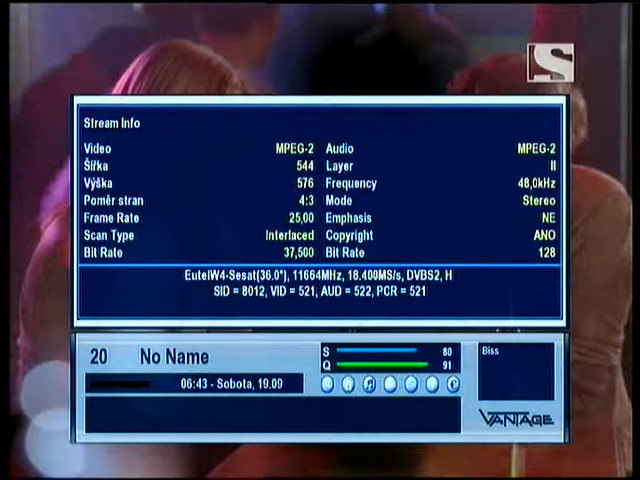 S
Stream Info
Video MPEG-2 Audio MPEG-2
Šířka 544 Layer II
Výška 576 Frequency 48,0kHz
Poměr stran 4:3 Mode Stereo
Frame Rate 25,00 Emphasis NE
Scan Type Interlaced Copyright ANO
Bit Rate 37,500 Bit Rate 128
EutelW4-Sesat(36.0°), 11664MHz, 18.400MS/s, DVBS2, H
SID = 8012, VID = 521, AUD = 522, PCR = 521
20 No Name
S 80
Q 91
Biss
06:43 - Sobota, 19.09
VANTAGE